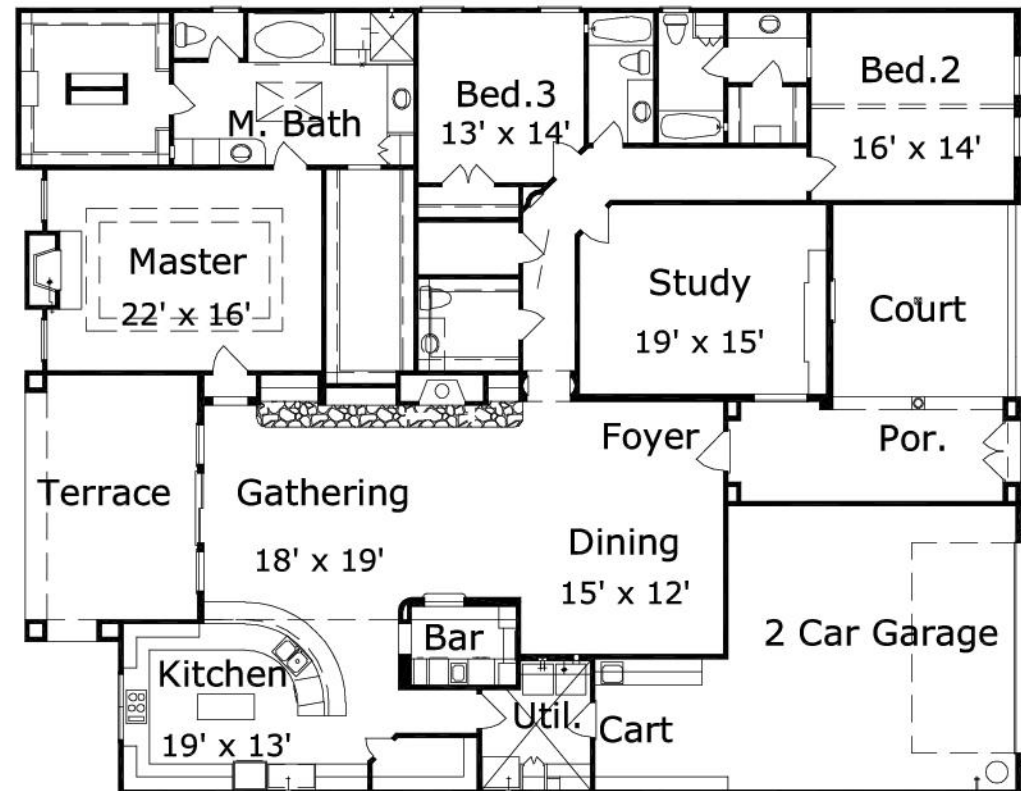 Bed.3
13' x 14'
Bed.2
16' x 14'
M. Bath
Master
22' x 16'
Study
19' x 15'
Court
Foyer
Por.
Terrace
Gathering
18' x 19'
Dining
15' x 12'
Bar
2 Car Garage
Kitchen
19' x 13'
Util.
Cart